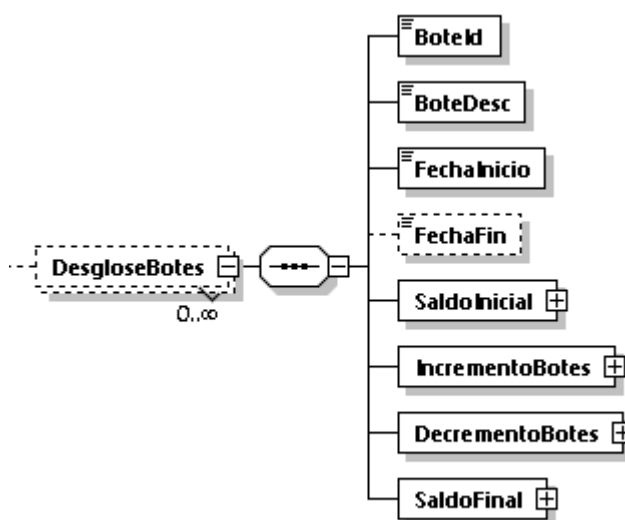 BoteId
BoteDesc
FechaInicio
FechaFin
DesgloseBotes
0..∞
SaldoInicial
IncrementoBotes
DecrementoBotes
SaldoFinal